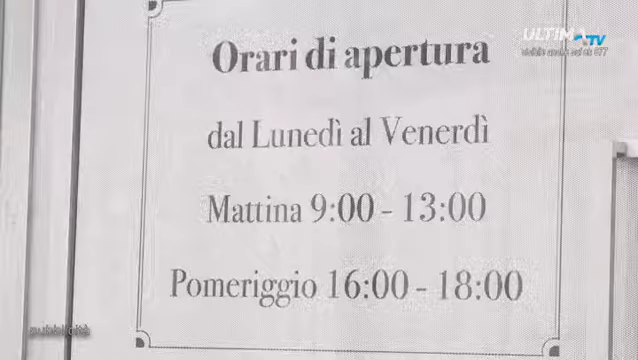 ULTIMA TV
Orari di apertura
dal Lunedì al Venerdì
Mattina 9:00 - 13:00
Pomeriggio 16:00 - 18:00
pubblicità